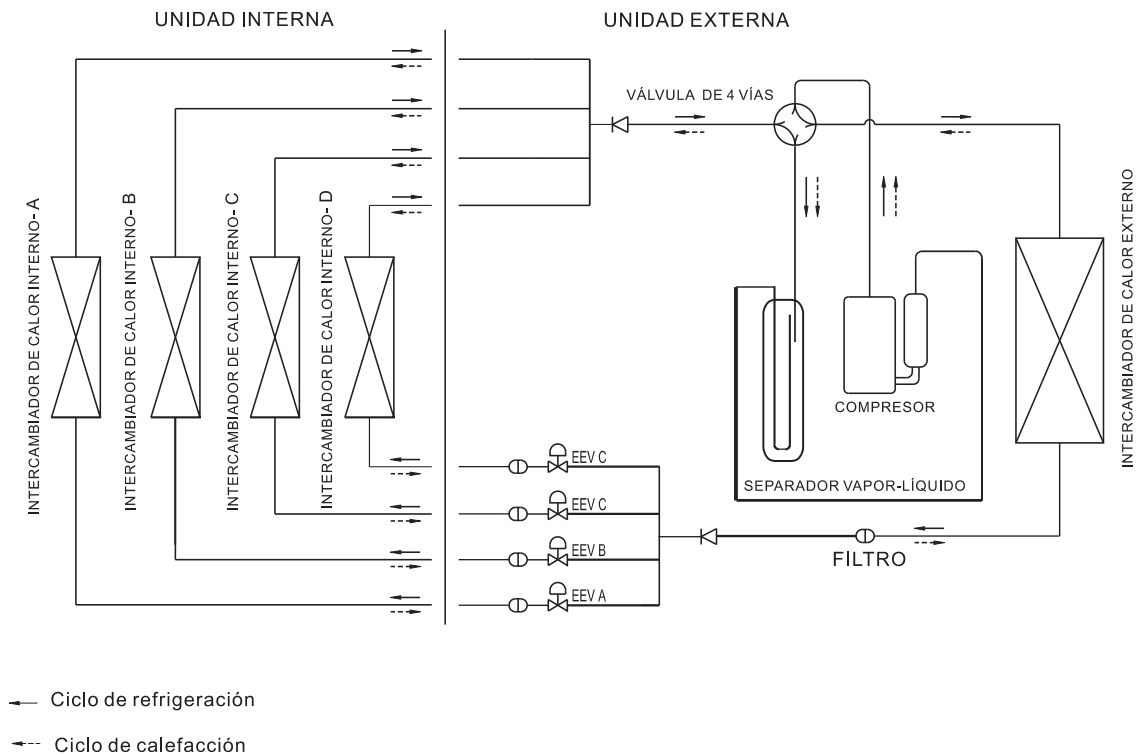 UNIDAD INTERNA
UNIDAD EXTERNA
VÁLVULA DE 4 VÍAS
INTERCAMBIADOR DE CALOR INTERNO- A
INTERCAMBIADOR DE CALOR INTERNO- B
INTERCAMBIADOR DE CALOR INTERNO- C
INTERCAMBIADOR DE CALOR INTERNO- D
INTERCAMBIADOR DE CALOR EXTERNO
COMPRESOR
SEPARADOR VAPOR-LÍQUIDO
EEV C
EEV C
EEV B
EEV A
FÍLTRO
Ciclo de refrigeración
Ciclo de calefacción